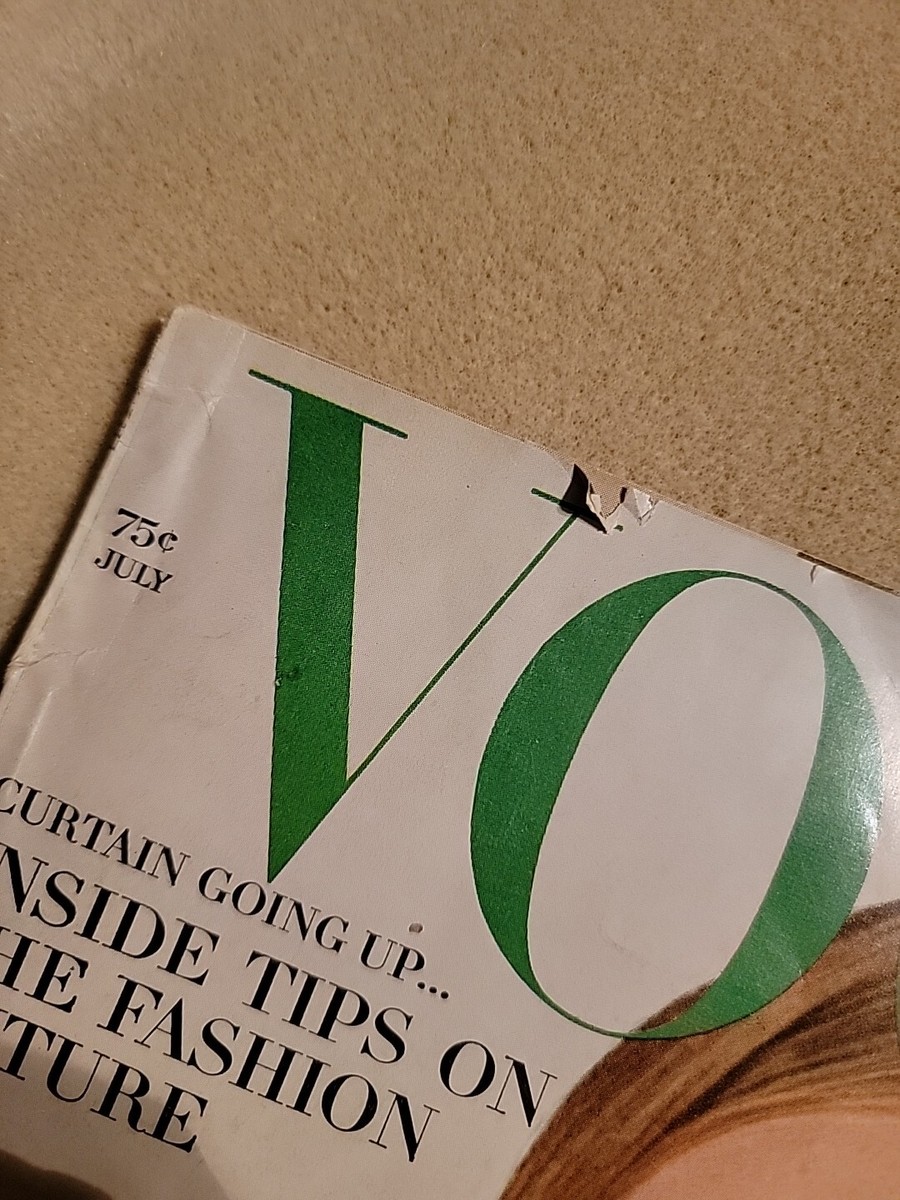 VO
75¢
JULY
CURTAIN GOING UP...
NSIDE TIPS ON
HE FASHION
TURE